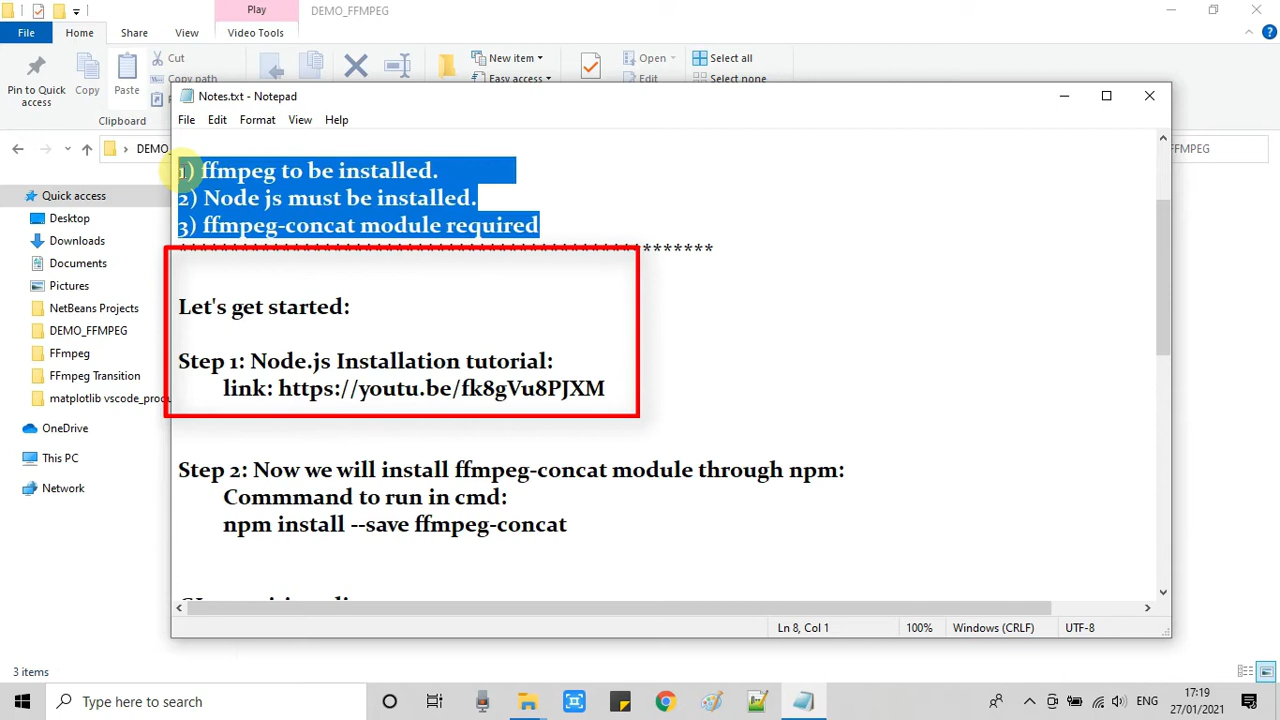 Play
DEMO_FFMPEG
File
Home
Share
View
Video Tools
Pin to Quick
access
Copy
Paste
Cut
Copy path
Clipboard
New item
Easy access
Open
Edit
Select all
Select none
DEMO_
FFMPEG
Quick access
Desktop
Downloads
Documents
Pictures
NetBeans Projects
DEMO_FFMPEG
FFmpeg
FFmpeg Transition
matplotlib vscode_produ
OneDrive
This PC
Network
3 items
Notes.txt - Notepad
File
Edit
Format
View
Help
1) ffmpeg to be installed.
2) Node js must be installed.
3) ffmpeg-concat module required
Let's get started:
Step 1: Node.js Installation tutorial:
link: https://youtu.be/fk8gVu8PJXM
Step 2: Now we will install ffmpeg-concat module through npm:
Commmand to run in cmd:
npm install --save ffmpeg-concat
Ln 8, Col 1
100%
Windows (CRLF)
UTF-8
Type here to search
ENG
17:19
27/01/2021